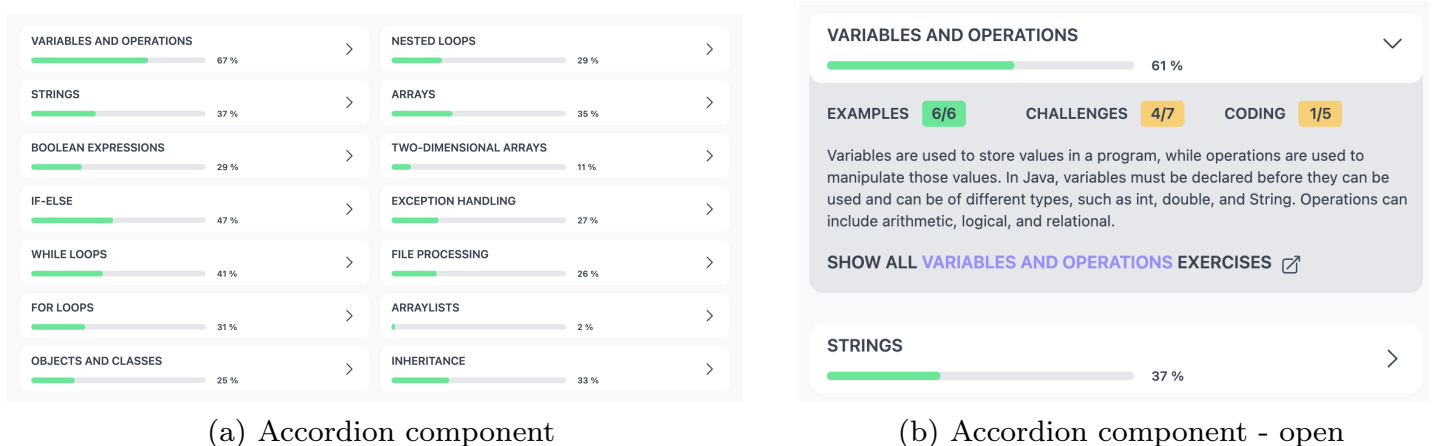 VARIABLES AND OPERATIONS
67 %
STRINGS
37 %
BOOLEAN EXPRESSIONS
29 %
IF-ELSE
47 %
WHILE LOOPS
41 %
FOR LOOPS
31 %
OBJECTS AND CLASSES
25 %
NESTED LOOPS
29 %
ARRAYS
35 %
TWO-DIMENSIONAL ARRAYS
11 %
EXCEPTION HANDLING
27 %
FILE PROCESSING
26 %
ARRAYLISTS
2 %
INHERITANCE
33 %
(a) Accordion component
VARIABLES AND OPERATIONS
61 %
EXAMPLES 6/6 CHALLENGES 4/7 CODING 1/5
Variables are used to store values in a program, while operations are used to
manipulate those values. In Java, variables must be declared before they can be
used and can be of different types, such as int, double, and String. Operations can
include arithmetic, logical, and relational.
SHOW ALL VARIABLES AND OPERATIONS EXERCISES
STRINGS
37 %
(b) Accordion component - open